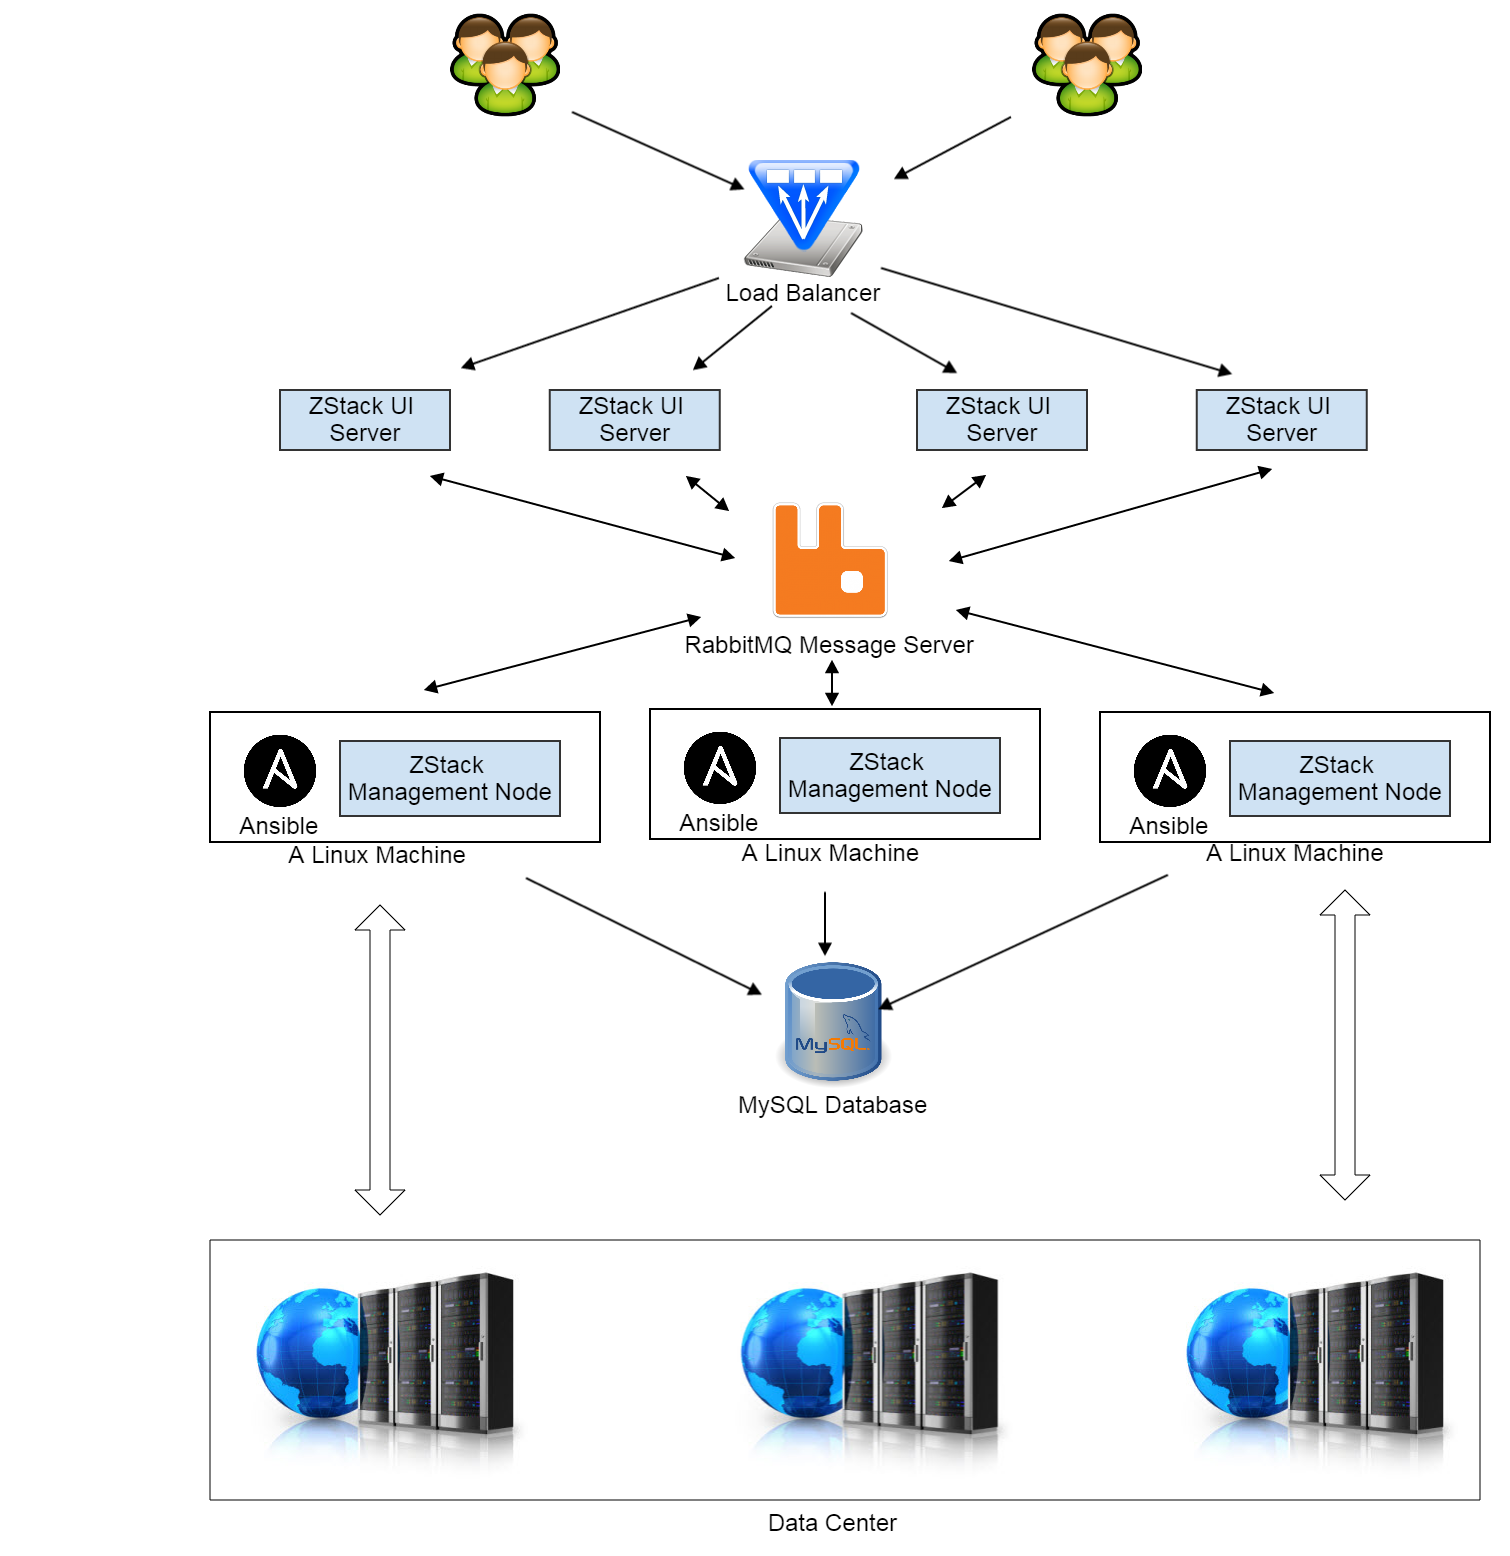 Load Balancer
ZStack UI
Server
ZStack UI
Server
ZStack UI
Server
ZStack UI
Server
RabbitMQ Message Server
ZStack
Management Node
Ansible
A Linux Machine
ZStack
Management Node
Ansible
A Linux Machine
ZStack
Management Node
Ansible
A Linux Machine
MySQL
MySQL Database
Data Center